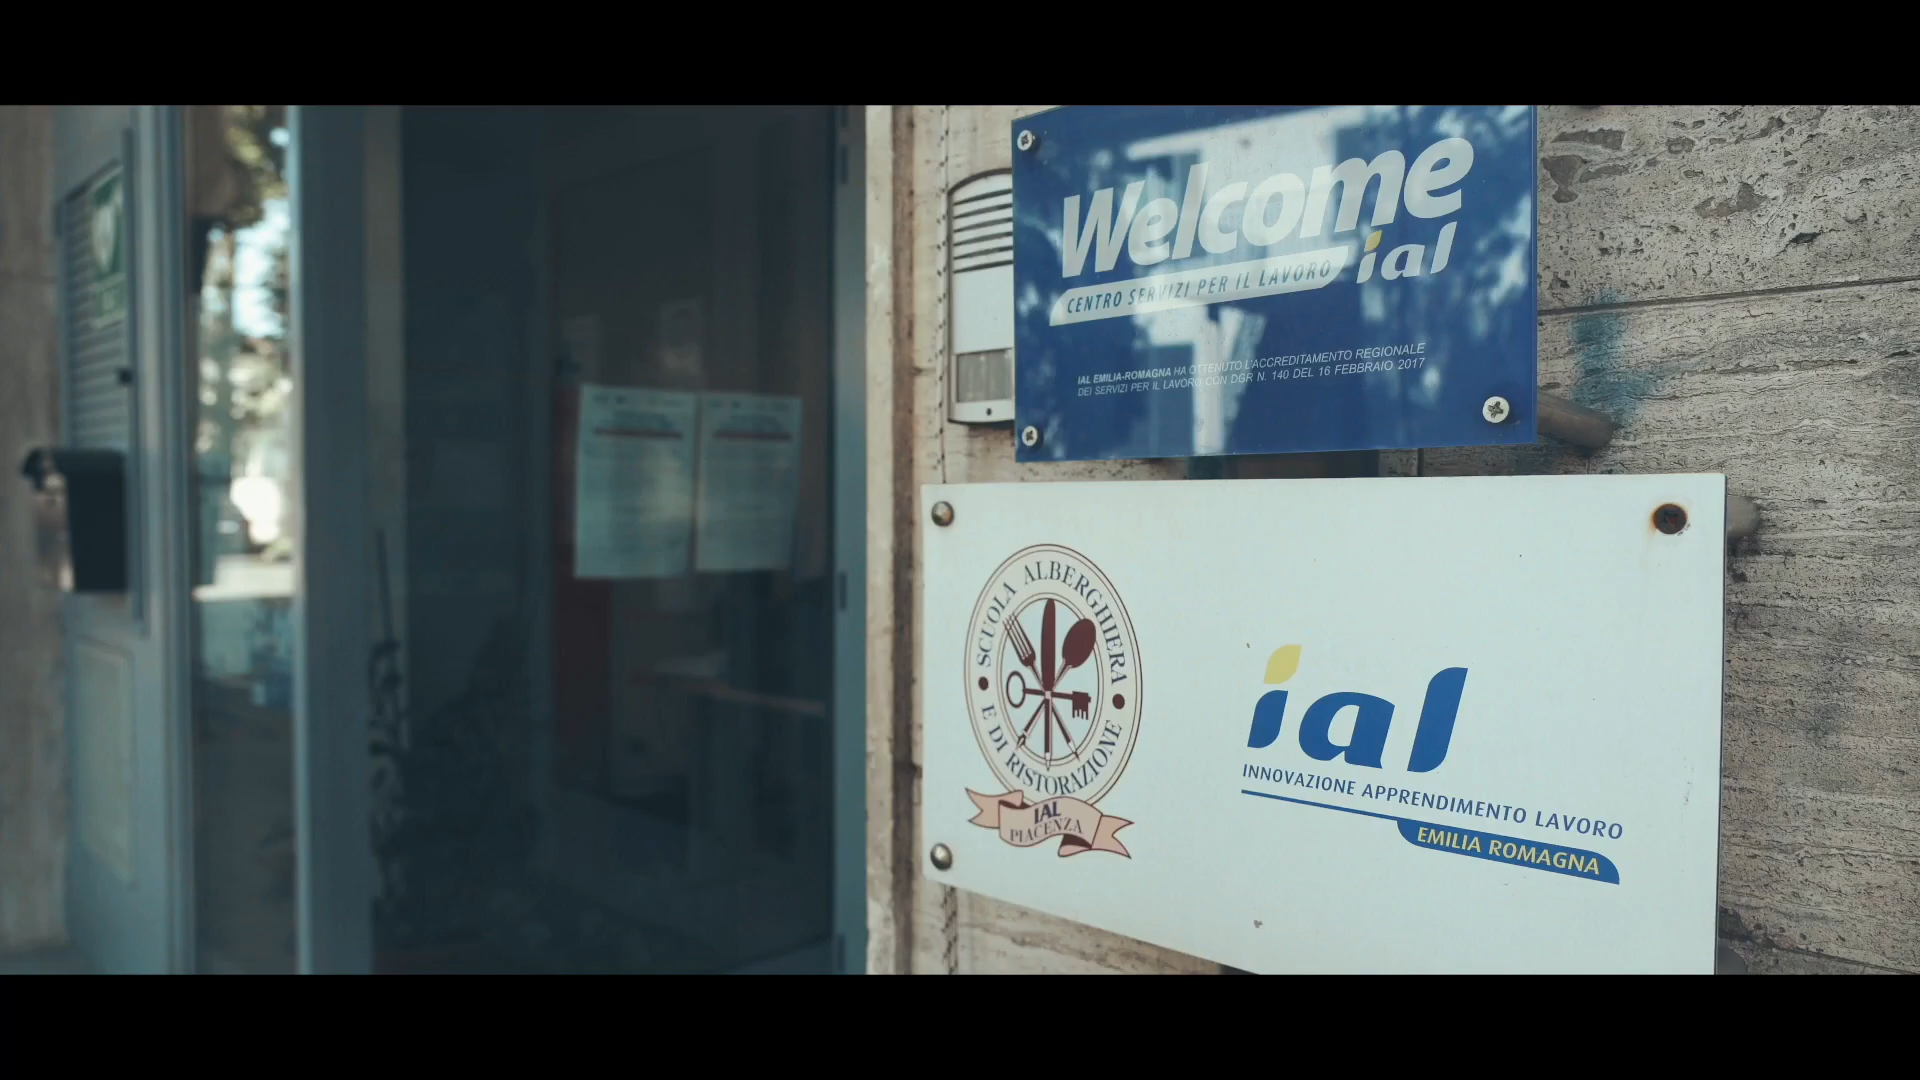 Welcome
CENTRO SERVIZI PER IL LAVORO ial
IAL EMILIA-ROMAGNA HA OTTENUTO L'ACCREDITAMENTO REGIONALE
DEI SERVIZI PER IL LAVORO CON DGR N. 140 DEL 16 FEBBRAIO 2017
SCUOLA ALBERGHIERA
E DI RISTORAZIONE
IAL
PIACENZA
ial
INNOVAZIONE APPRENDIMENTO LAVORO
EMILIA ROMAGNA